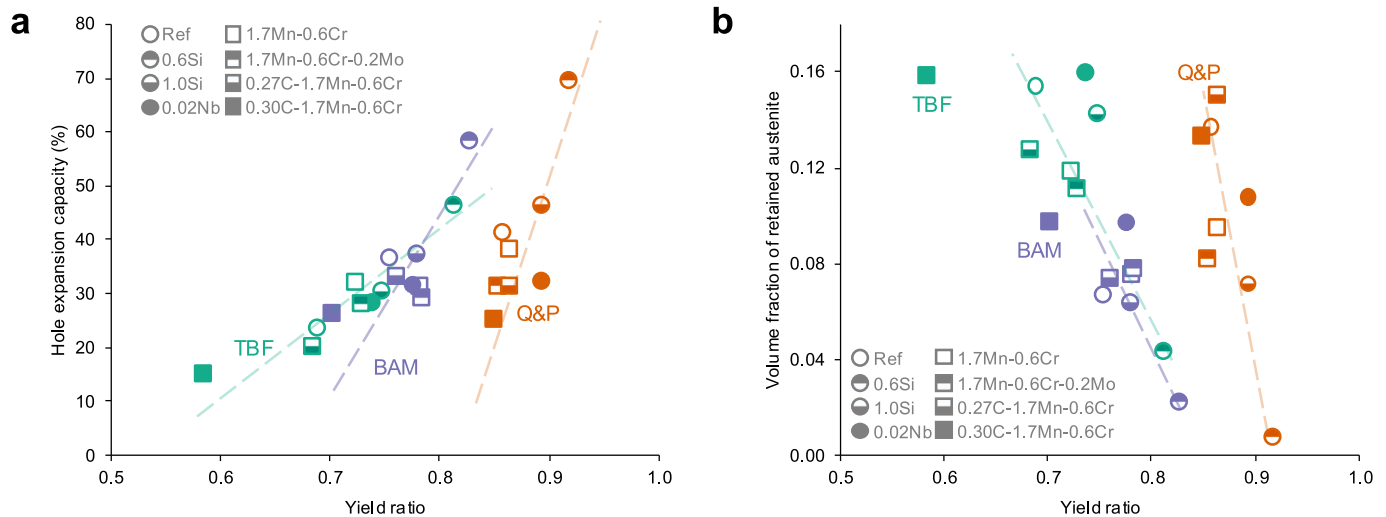 a
80
70
60
50
40
30
20
10
0
Hole expansion capacity (%)
Ref
1.7Mn-0.6Cr
0.6Si
1.7Mn-0.6Cr-0.2Mo
1.0Si
0.27C-1.7Mn-0.6Cr
0.02Nb
0.30C-1.7Mn-0.6Cr
TBF
BAM
Q&P
0.5
0.6
0.7
0.8
0.9
1.0
Yield ratio
b
0.16
0.12
0.08
0.04
0.00
Volume fraction of retained austenite
TBF
Q&P
BAM
Ref
1.7Mn-0.6Cr
0.6Si
1.7Mn-0.6Cr-0.2Mo
1.0Si
0.27C-1.7Mn-0.6Cr
0.02Nb
0.30C-1.7Mn-0.6Cr
0.5
0.6
0.7
0.8
0.9
1.0
Yield ratio